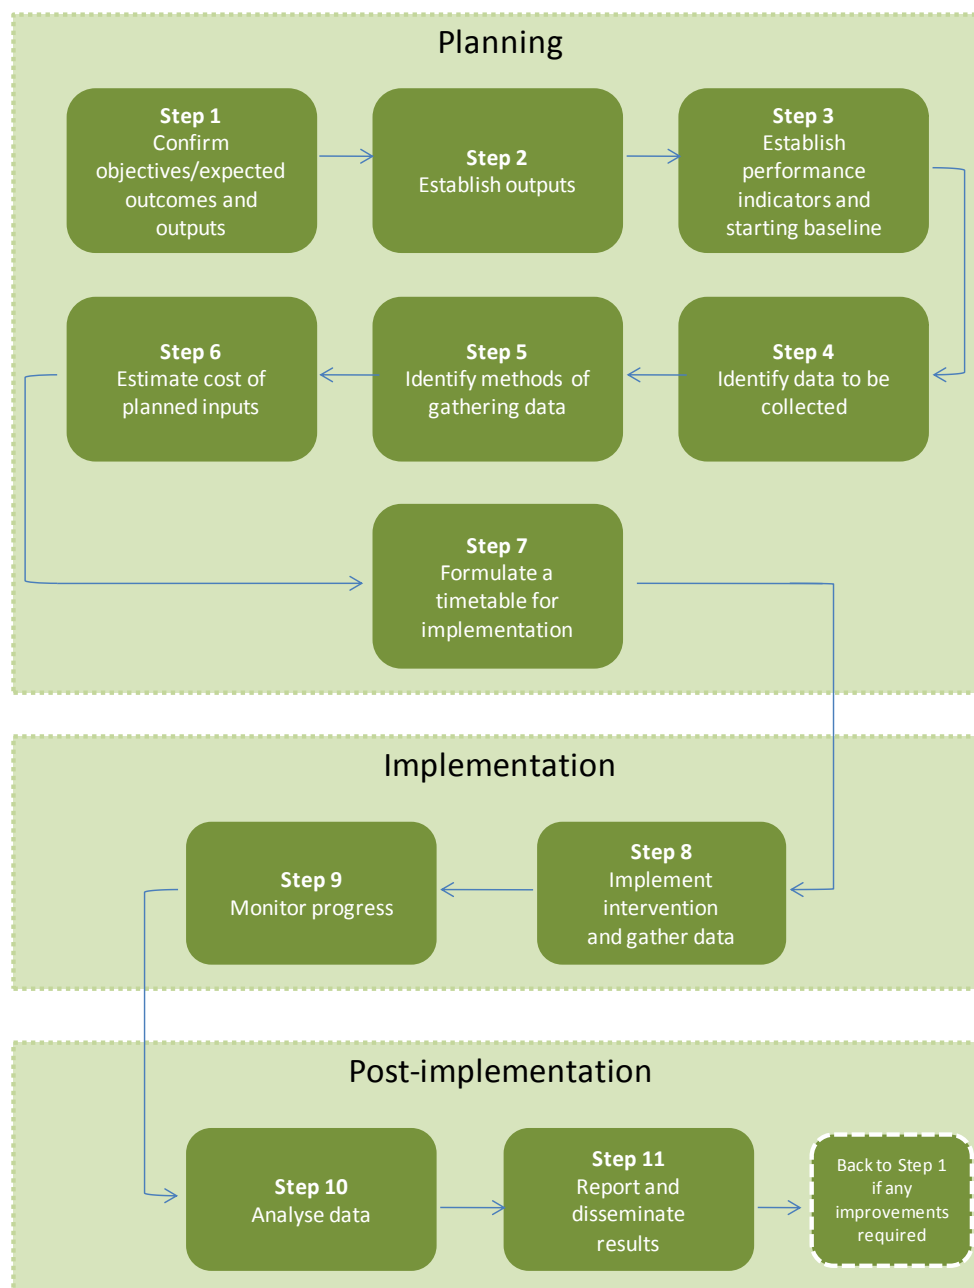 Planning
Step 1
Confirm
objectives/expected
outcomes and
outputs
Step 2
Establish outputs
Step 3
Establish
performance
indicators and
starting baseline
Step 4
Identify data to be
collected
Step 5
Identify methods of
gathering data
Step 6
Estimate cost of
planned inputs
Step 7
Formulate a
timetable for
implementation
Implementation
Step 8
Implement
intervention
and gather data
Step 9
Monitor progress
Post-implementation
Step 10
Analyse data
Step 11
Report and
disseminate
results
Back to Step 1
if any
improvements
required